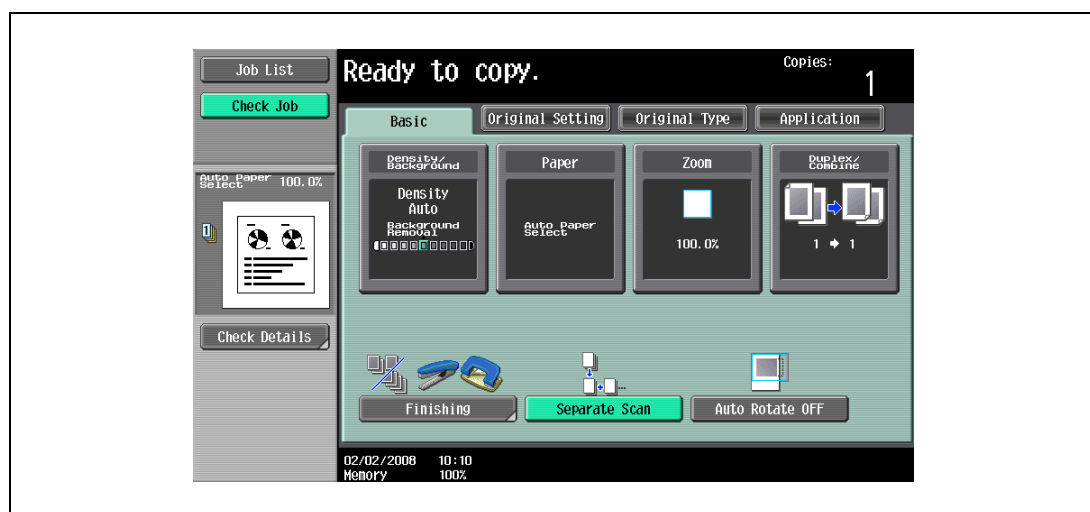 Job List
Check Job
Ready to copy.
Copies:
1
Basic
Original Setting
Original Type
Application
Auto Paper
Select
100.0%
1
Check Details
Density/
Background
Density
Auto
Background
Removal
Paper
Auto Paper
Select
Zoom
100.0%
Duplex/
Combine
1 → 1
Finishing
Separate Scan
Auto Rotate OFF
02/02/2008 10:10
Memory 100%